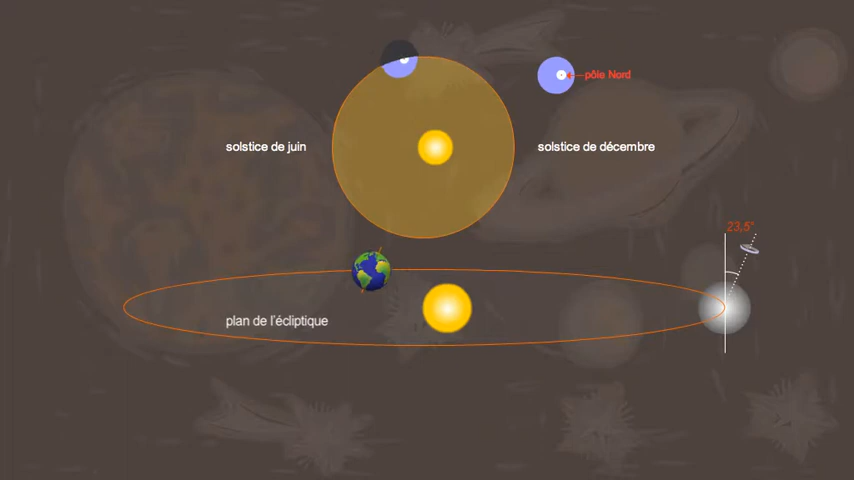 pôle Nord
solstice de juin
solstice de décembre
23,5°
plan de l'écliptique